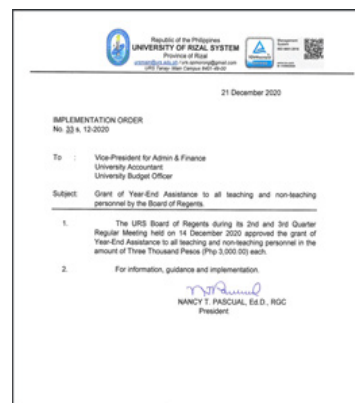 Republic of the Philippines
UNIVERSITY OF RIZAL SYSTEM
Province of Rizal
URS Tanay- Main Campus
21 December 2020
IMPLEMENTATION ORDER
No. 33 s, 12-2020
To : Vice-President for Admin & Finance
University Accountant
University Budget Officer
Subject: Grant of Year-End Assistance to all teaching and non-teaching
personnel by the Board of Regents.
1. The URS Board of Regents during its 2nd and 3rd Quarter
Regular Meeting held on 14 December 2020 approved the grant of
Year-End Assistance to all teaching and non-teaching personnel in the
amount of Three Thousand Pesos (Php 3,000.00) each.
2. For information, guidance and implementation.
NANCY T. PASCUAL, Ed.D., RGC
President